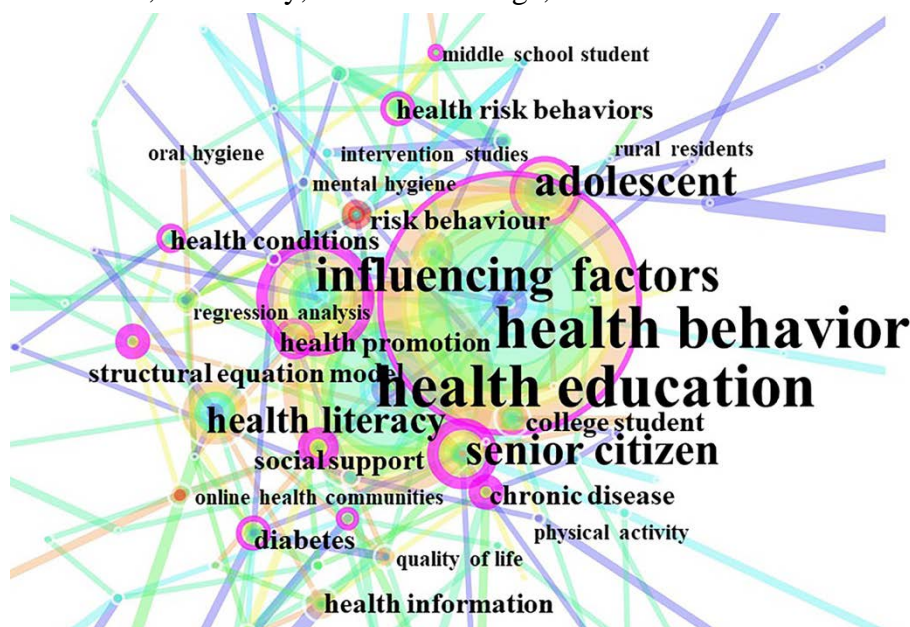 middle school student
health risk behaviors
oral hygiene
intervention studies
rural residents
mental hygiene
adolescent
risk behaviour
health conditions
influencing factors
regression analysis
health behavior
health promotion
structural equation model
health education
health literacy
college student
senior citizen
social support
online health communities
chronic disease
diabetes
physical activity
quality of life
health information